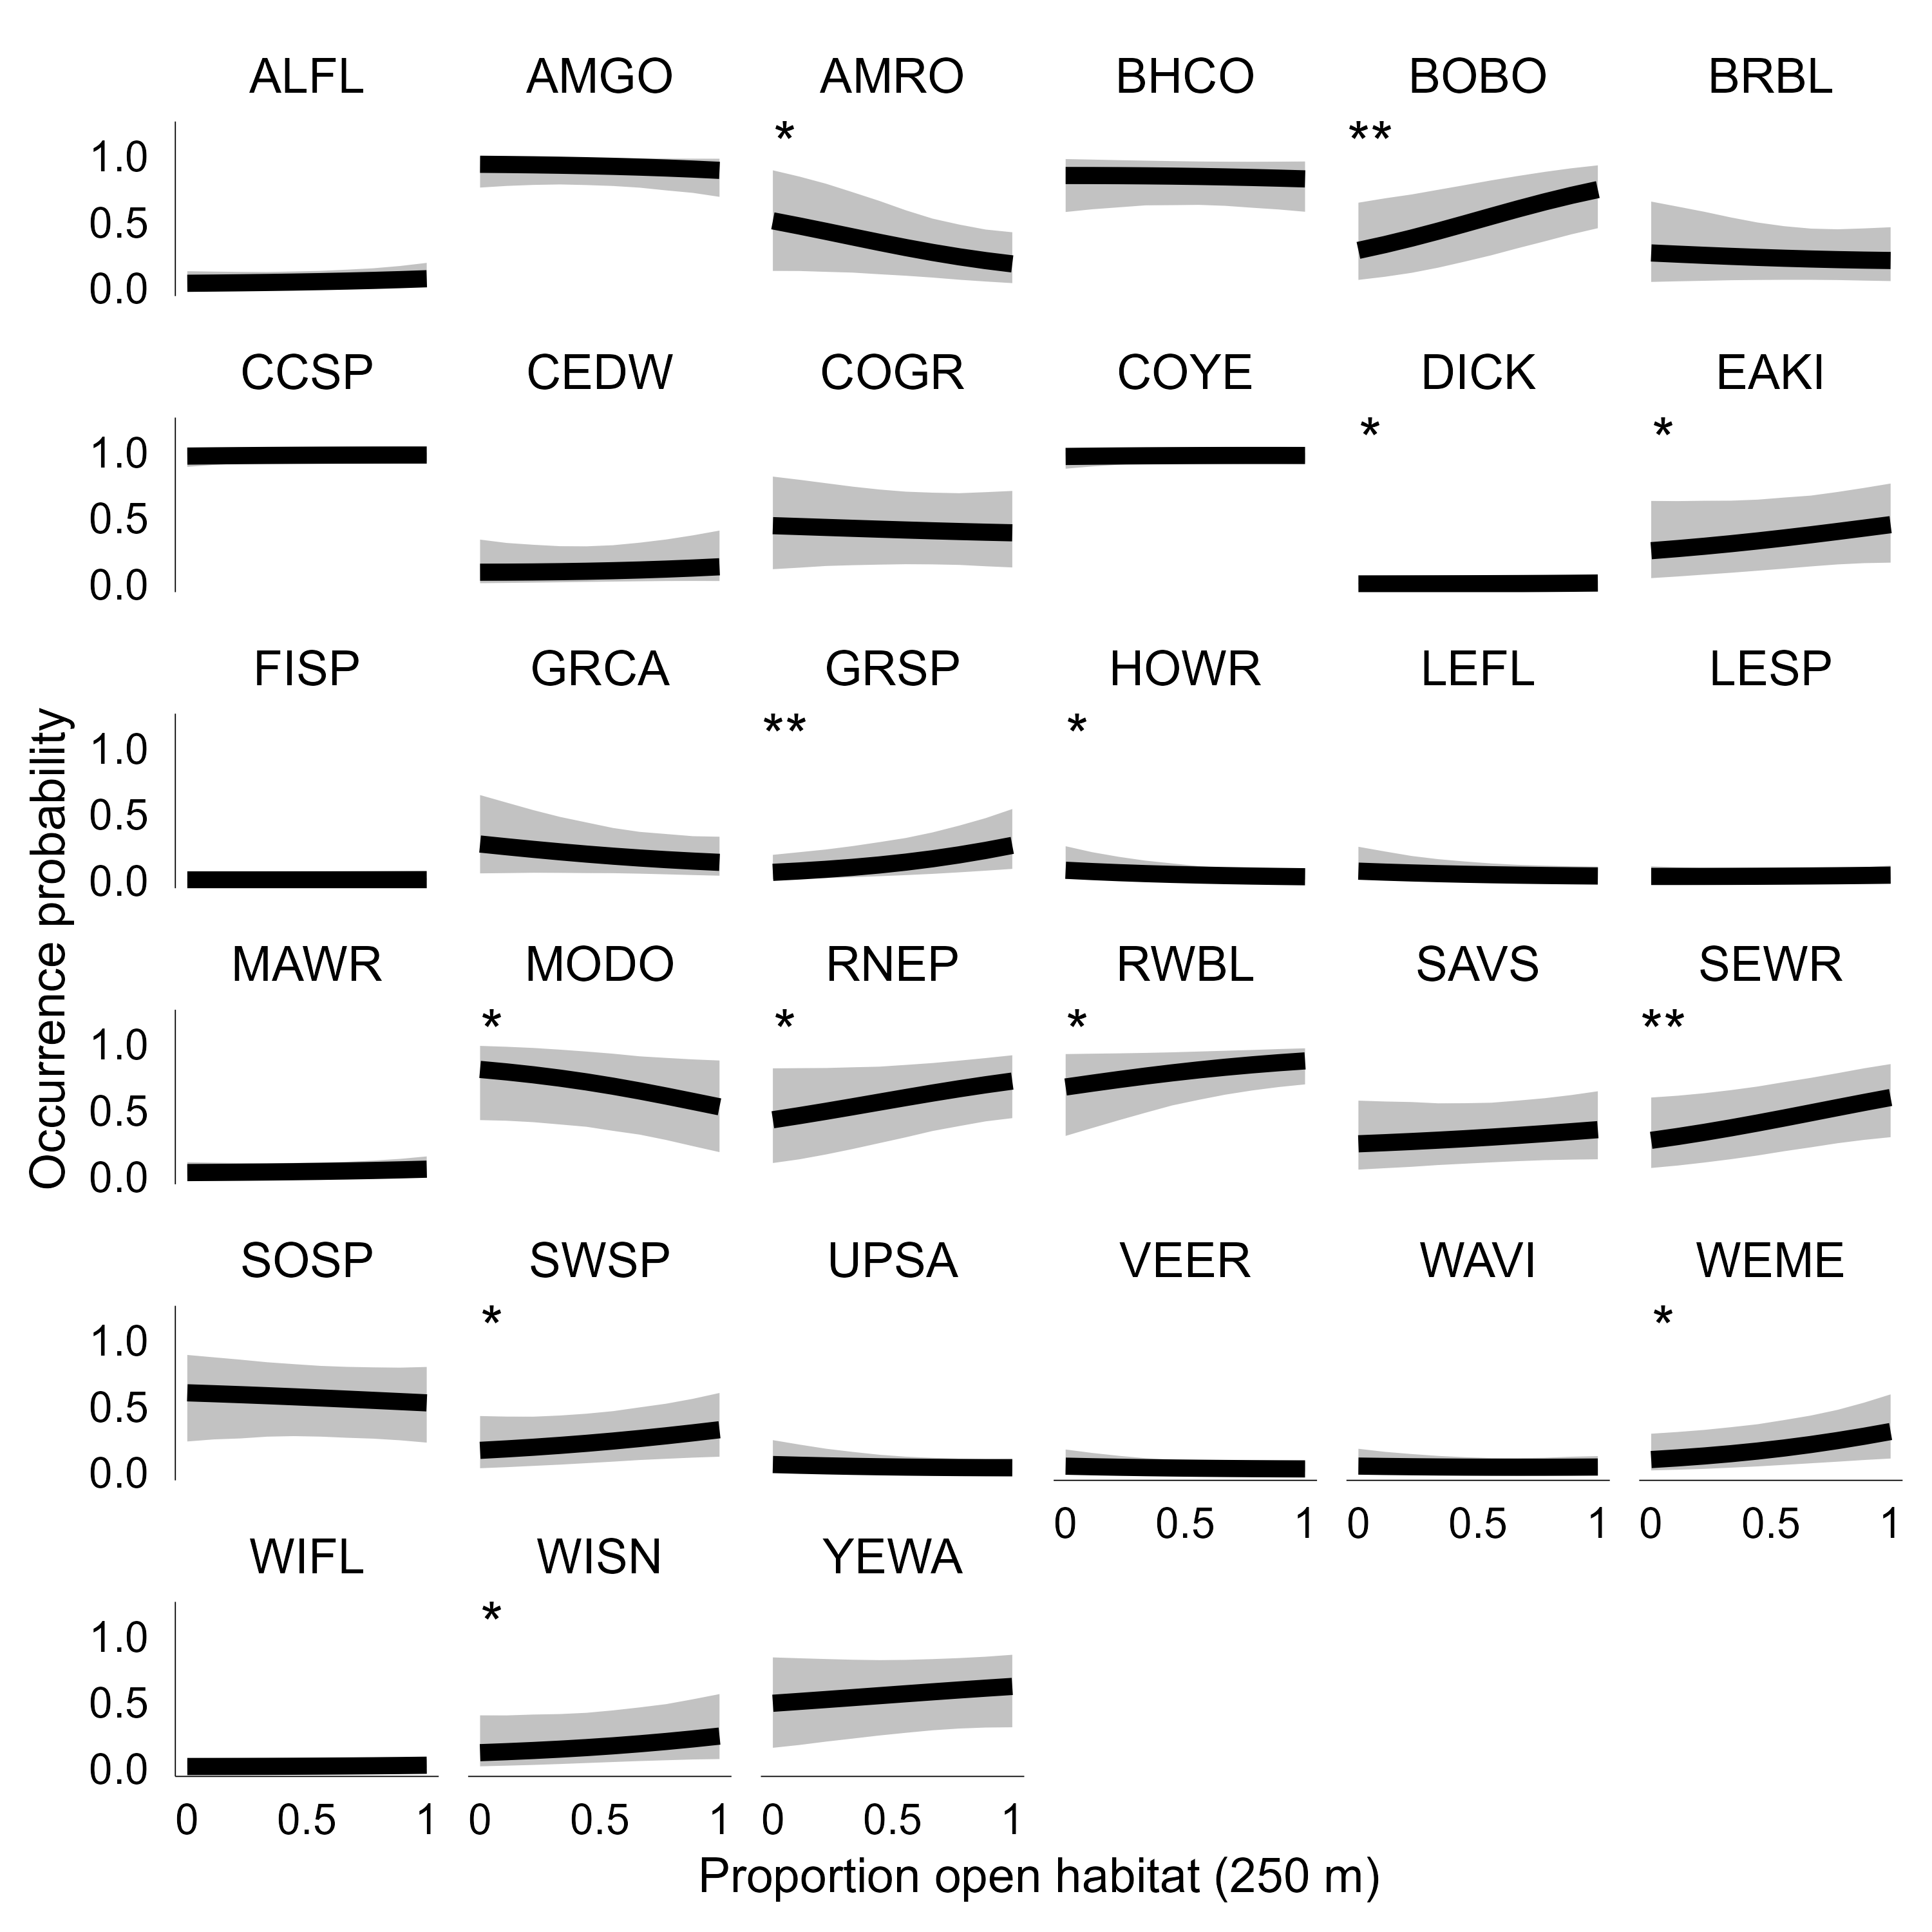 ALFL AMGO AMRO BHCO BOBO BRBL
* **
1.0
0.5
0.0
CCSP CEDW COGR COYE DICK EAKI
* *
1.0
0.5
0.0
FISP GRCA GRSP HOWR LEFL LESP
** *
1.0
0.5
0.0
MAWR MODO RNEP RWBL SAVS SEWR
* * * **
1.0
0.5
0.0
SOSP SWSP UPSA VEER WAVI WEME
* *
1.0
0.5
0.0
0 0.5 1 0 0.5 1 0 0.5 1
WIFL WISN YEWA
*
1.0
0.5
0.0
0 0.5 1 0 0.5 1 0 0.5 1
Occurrence probability
Proportion open habitat (250 m)